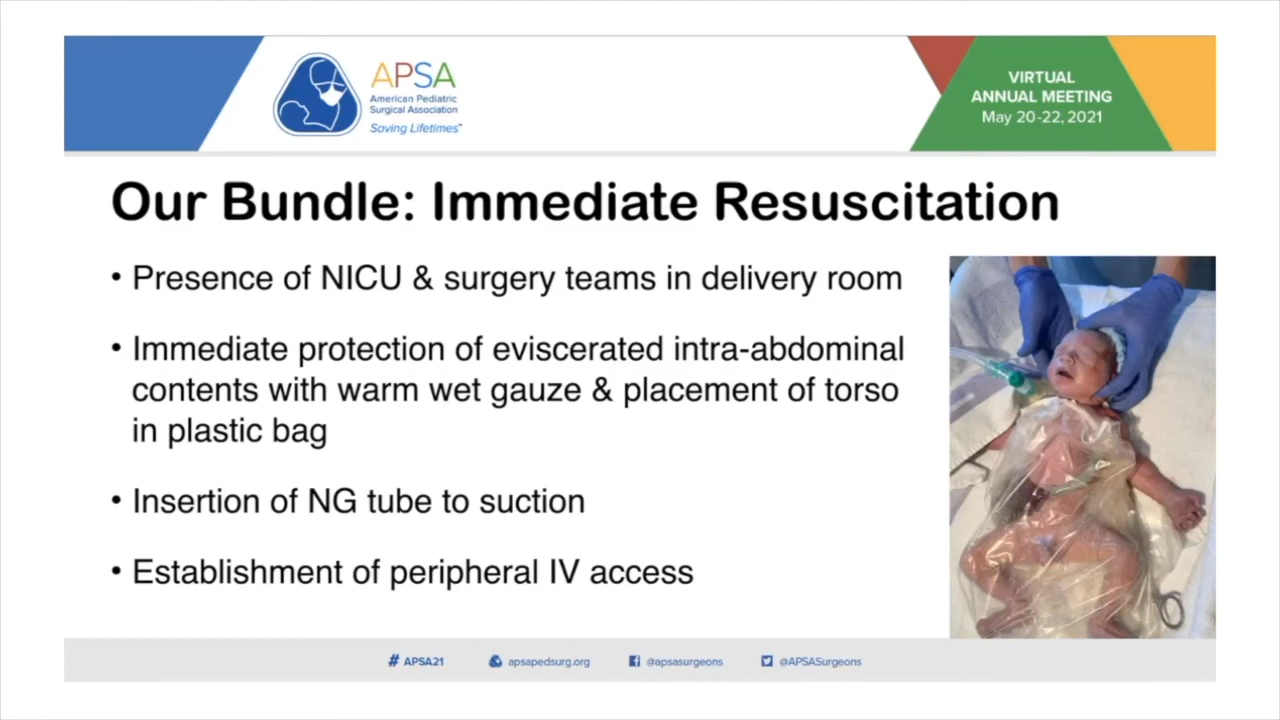 APSA
American Pediatric
Surgical Association
Saving Lifetimes™
VIRTUAL
ANNUAL MEETING
May 20-22, 2021
Our Bundle: Immediate Resuscitation
• Presence of NICU & surgery teams in delivery room
• Immediate protection of eviscerated intra-abdominal
contents with warm wet gauze & placement of torso
in plastic bag
• Insertion of NG tube to suction
• Establishment of peripheral IV access
# APSA21
apsapedsurg.org
@apsasurgeons
@APSASurgeons